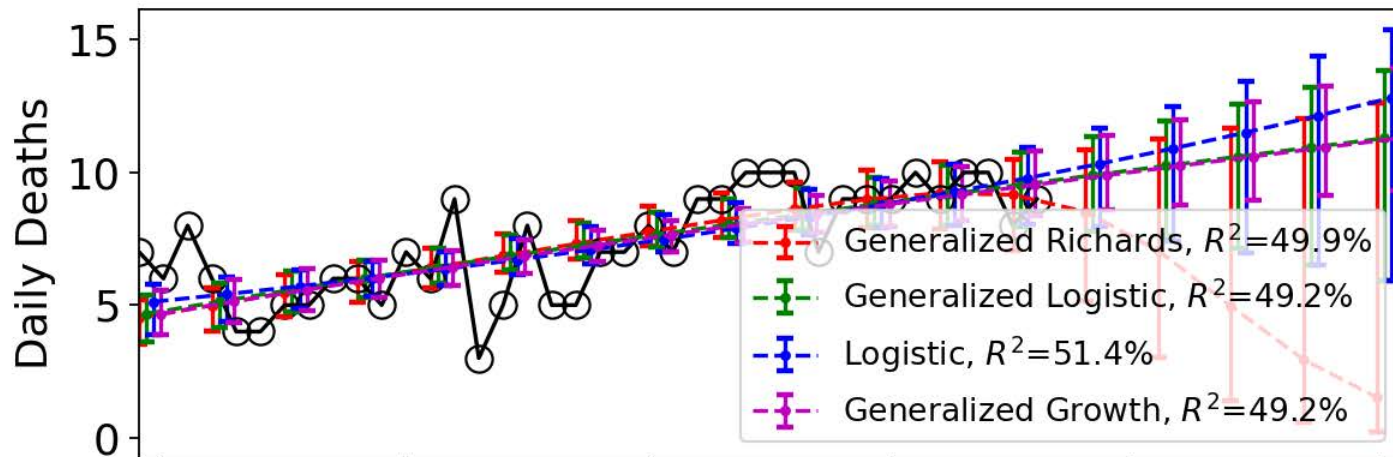 Daily Deaths
15
10
5
0
Generalized Richards, R²=49.9%
Generalized Logistic, R²=49.2%
Logistic, R²=51.4%
Generalized Growth, R²=49.2%